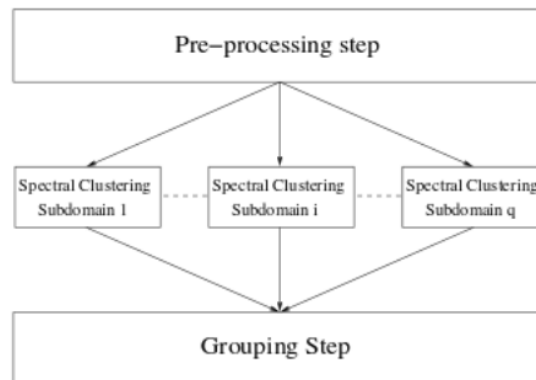 Pre-processing step
Spectral Clustering
Subdomain 1
Spectral Clustering
Subdomain i
Spectral Clustering
Subdomain q
Grouping Step